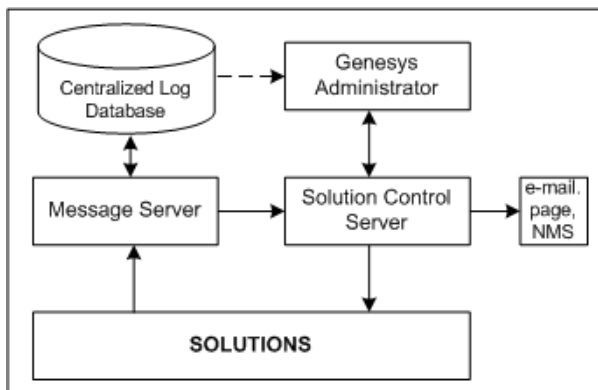 Centralized Log
Database
Genesys
Administrator
Message Server
Solution Control
Server
e-mail.
page,
NMS
SOLUTIONS